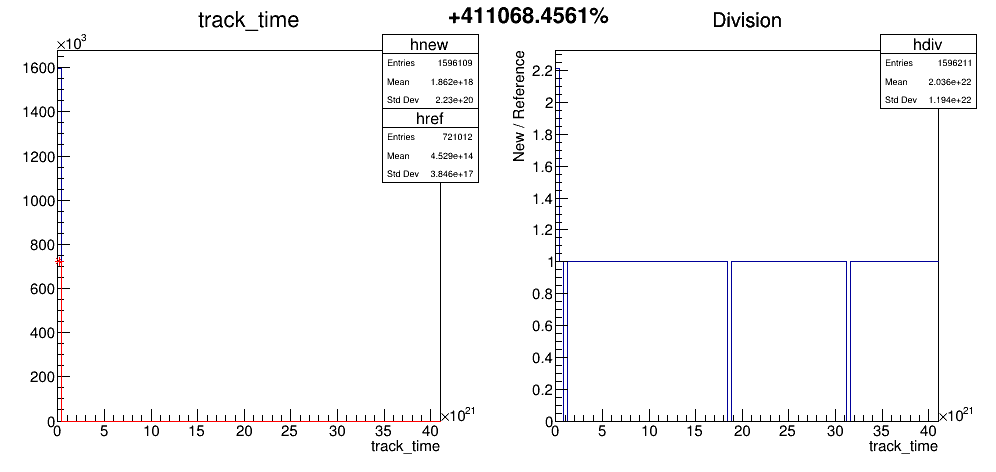 +411068.4561%
track_time
×10³
hnew
Entries 1596109
Mean 1.862e+18
Std Dev 2.23e+20
href
Entries 721012
Mean 4.529e+14
Std Dev 3.846e+17
1600
1400
1200
1000
800
600
400
200
0
0 5 10 15 20 25 30 35 40
×10²¹
track_time
Division
hdiv
Entries 1596211
Mean 2.036e+22
Std Dev 1.194e+22
New / Reference
2.2
2
1.8
1.6
1.4
1.2
1
0.8
0.6
0.4
0.2
0
0 5 10 15 20 25 30 35 40
×10²¹
track_time